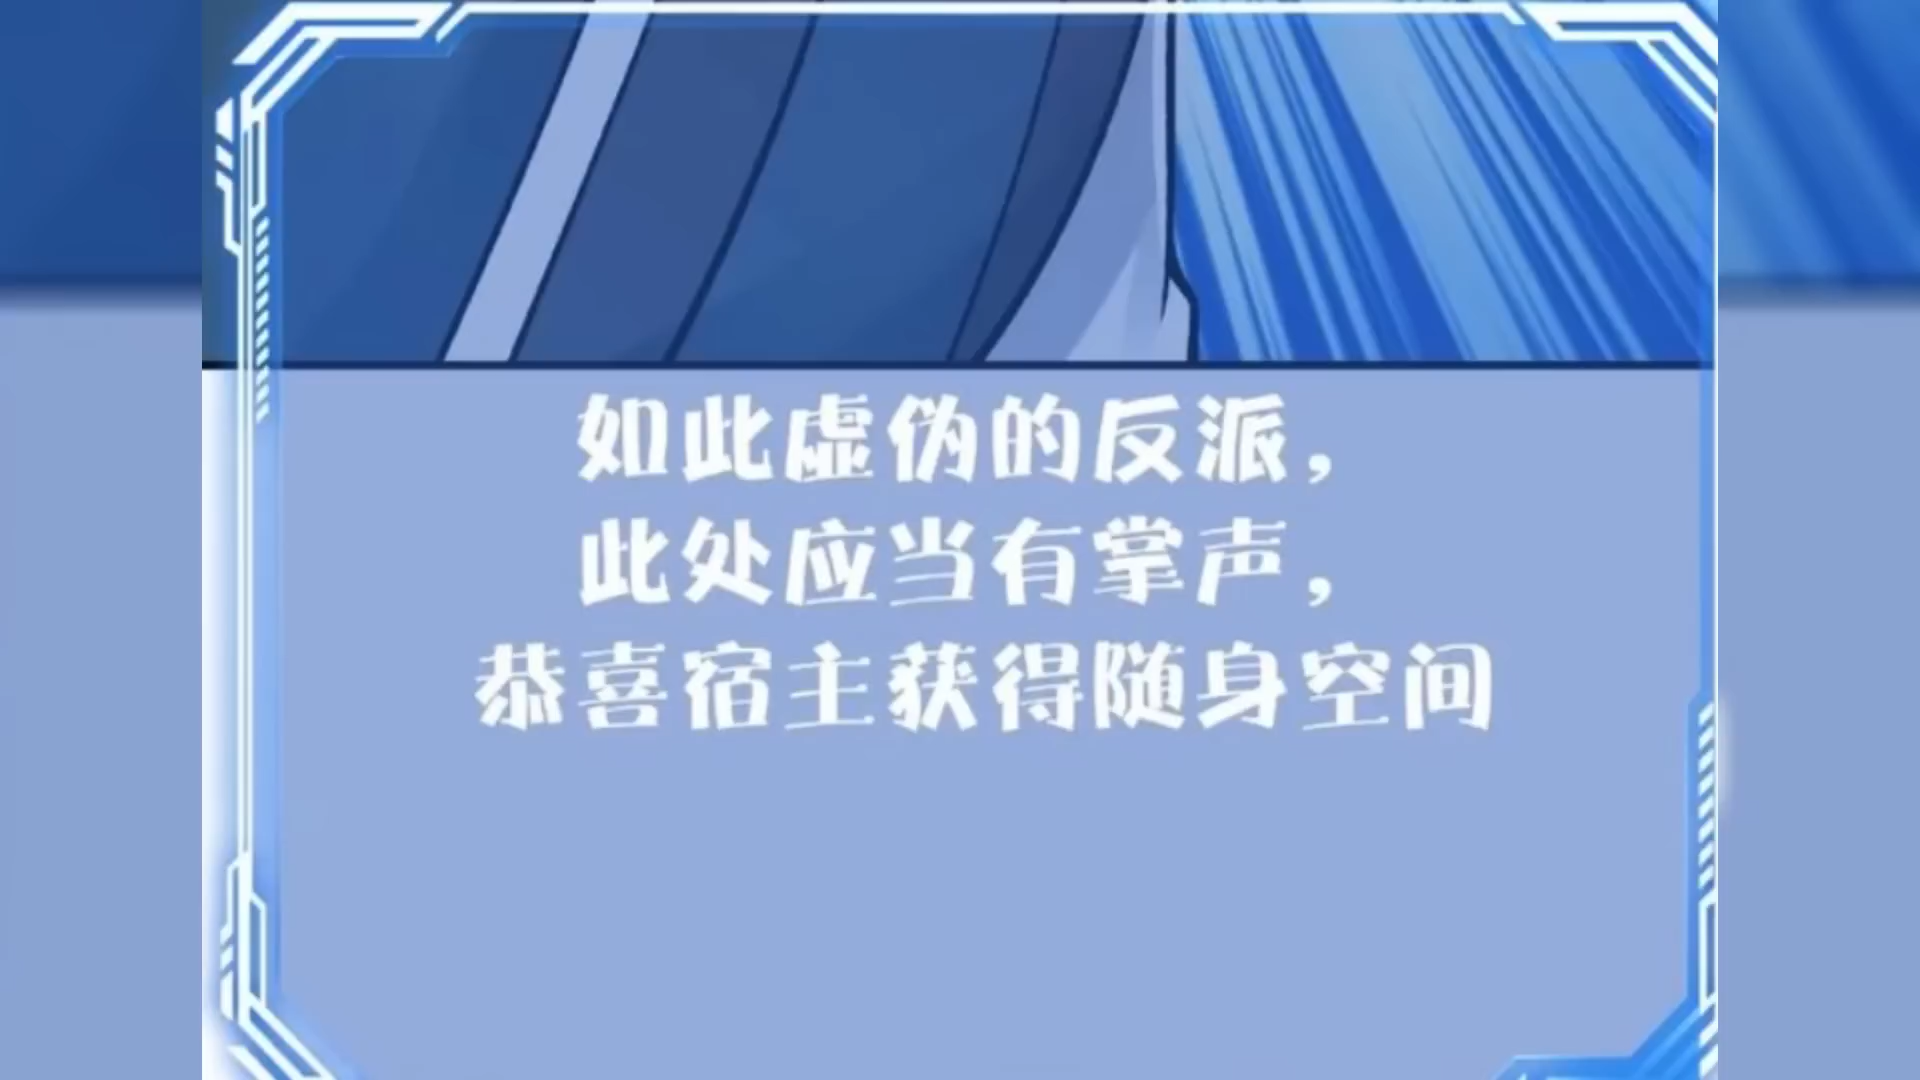 如此虚伪的反派，
此处应当有掌声，
恭喜宿主获得随身空间